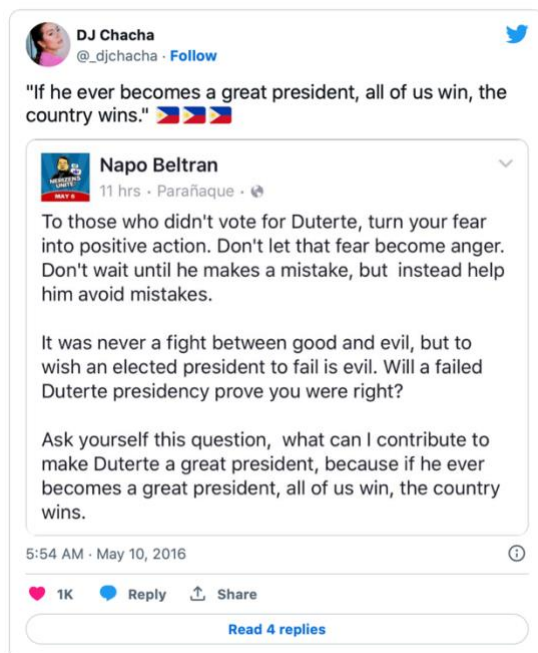 DJ Chacha
@_djchacha · Follow
"If he ever becomes a great president, all of us win, the
country wins." 🇵🇭🇵🇭🇵🇭
Napo Beltran
11 hrs · Parañaque ·
To those who didn't vote for Duterte, turn your fear
into positive action. Don't let that fear become anger.
Don't wait until he makes a mistake, but  instead help
him avoid mistakes.
It was never a fight between good and evil, but to
wish an elected president to fail is evil. Will a failed
Duterte presidency prove you were right?
Ask yourself this question,  what can I contribute to
make Duterte a great president, because if he ever
becomes a great president, all of us win, the country
wins.
5:54 AM · May 10, 2016
1K Reply Share
Read 4 replies